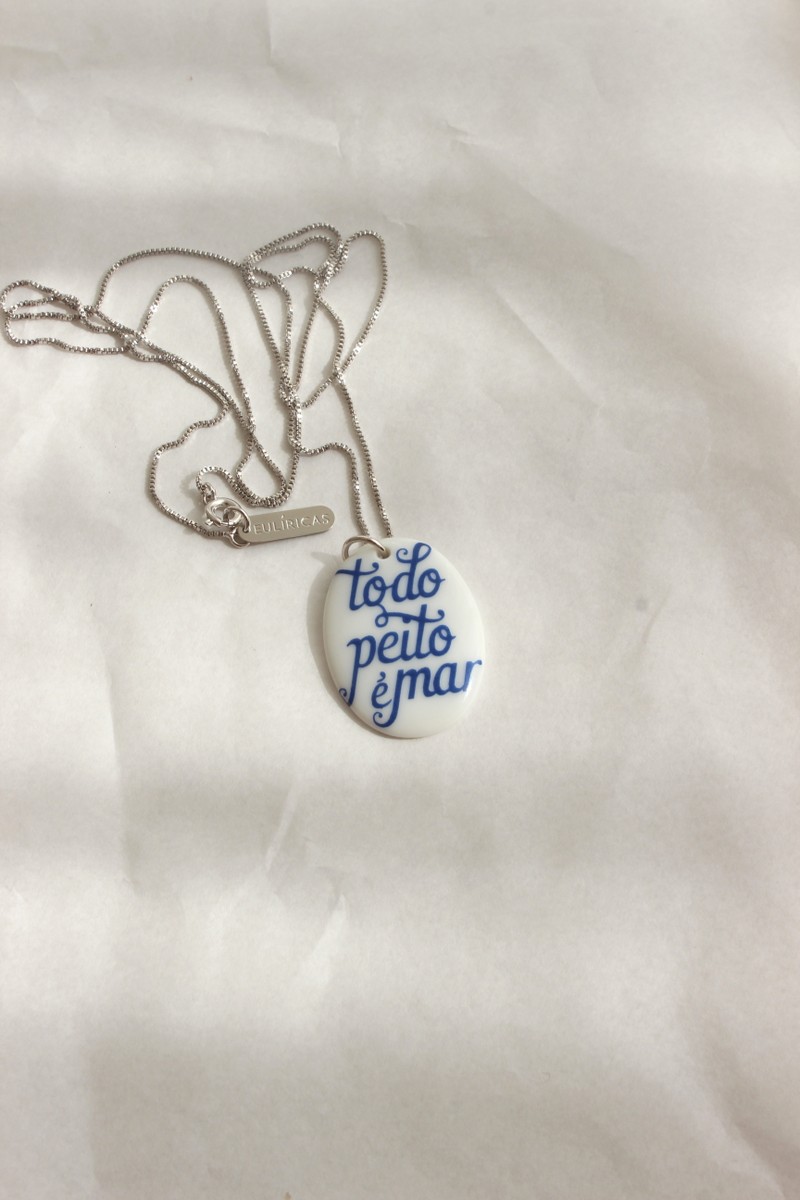 EULÍRICAS
todo
peito
é mar